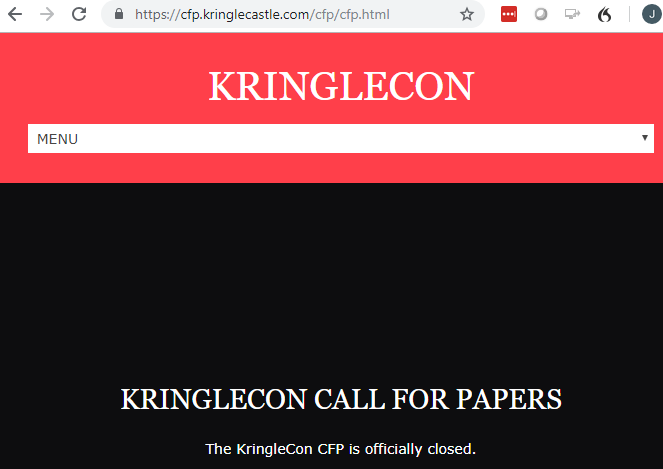 https://cfp.kringlecastle.com/cfp/cfp.html
J
KRINGLECON
MENU
KRINGLECON CALL FOR PAPERS
The KringleCon CFP is officially closed.